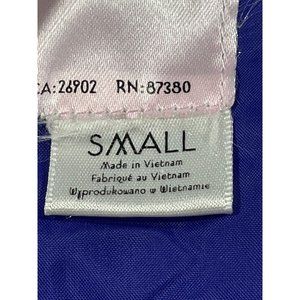 CA:26902 RN:87380
SMALL
Made in Vietnam
Fabriqué au Vietnam
Wyprodukowano w Wietnamie